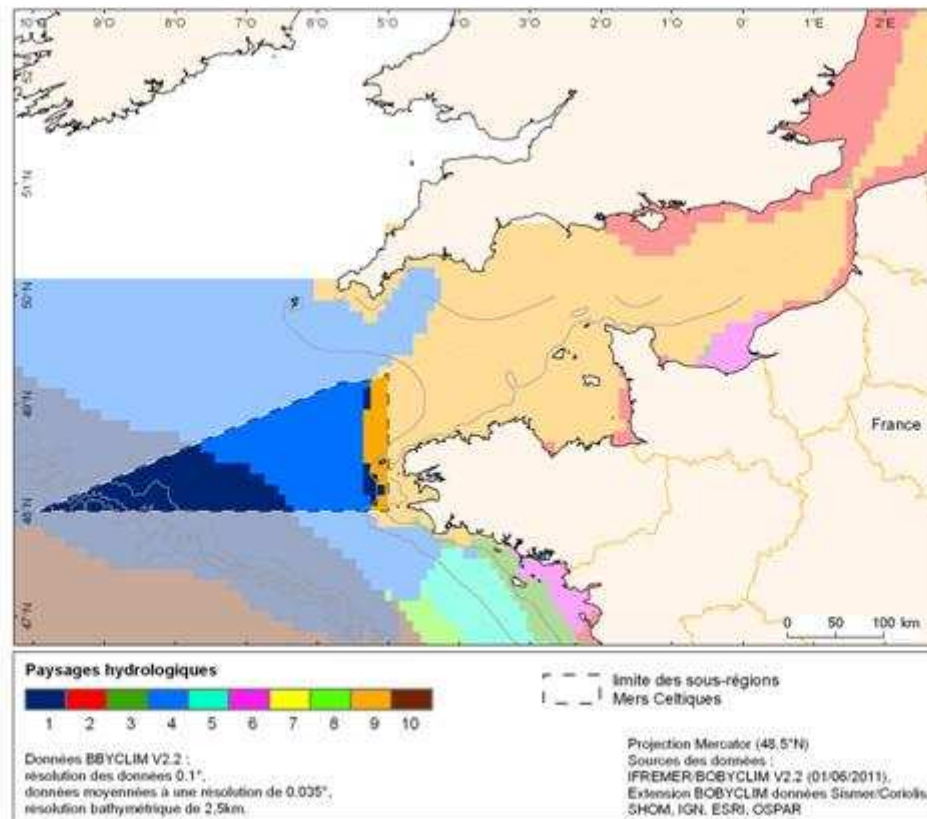 10°W 9° 8° 7° 6° 5° 4° 3° 2° 1° 0° 1°E 2°E
51°N
50°N
49°N
48°N
47°N
France
0 50 100 km
Paysages hydrologiques
1 2 3 4 5 6 7 8 9 10
limite des sous-régions
Mers Celtiques
Données BBYCLIM V2.2 :
résolution des données 0.1°,
données moyennées à une résolution de 0.035°,
resolution bathymétrique de 2,5km.
Projection Mercator (48.5°N)
Sources des données :
IFREMER/BOBYCLIM V2.2 (01/06/2011),
Extension BOBYCLIM données Sismer/Coriolis,
SHOM, IGN, ESRI, OSPAR